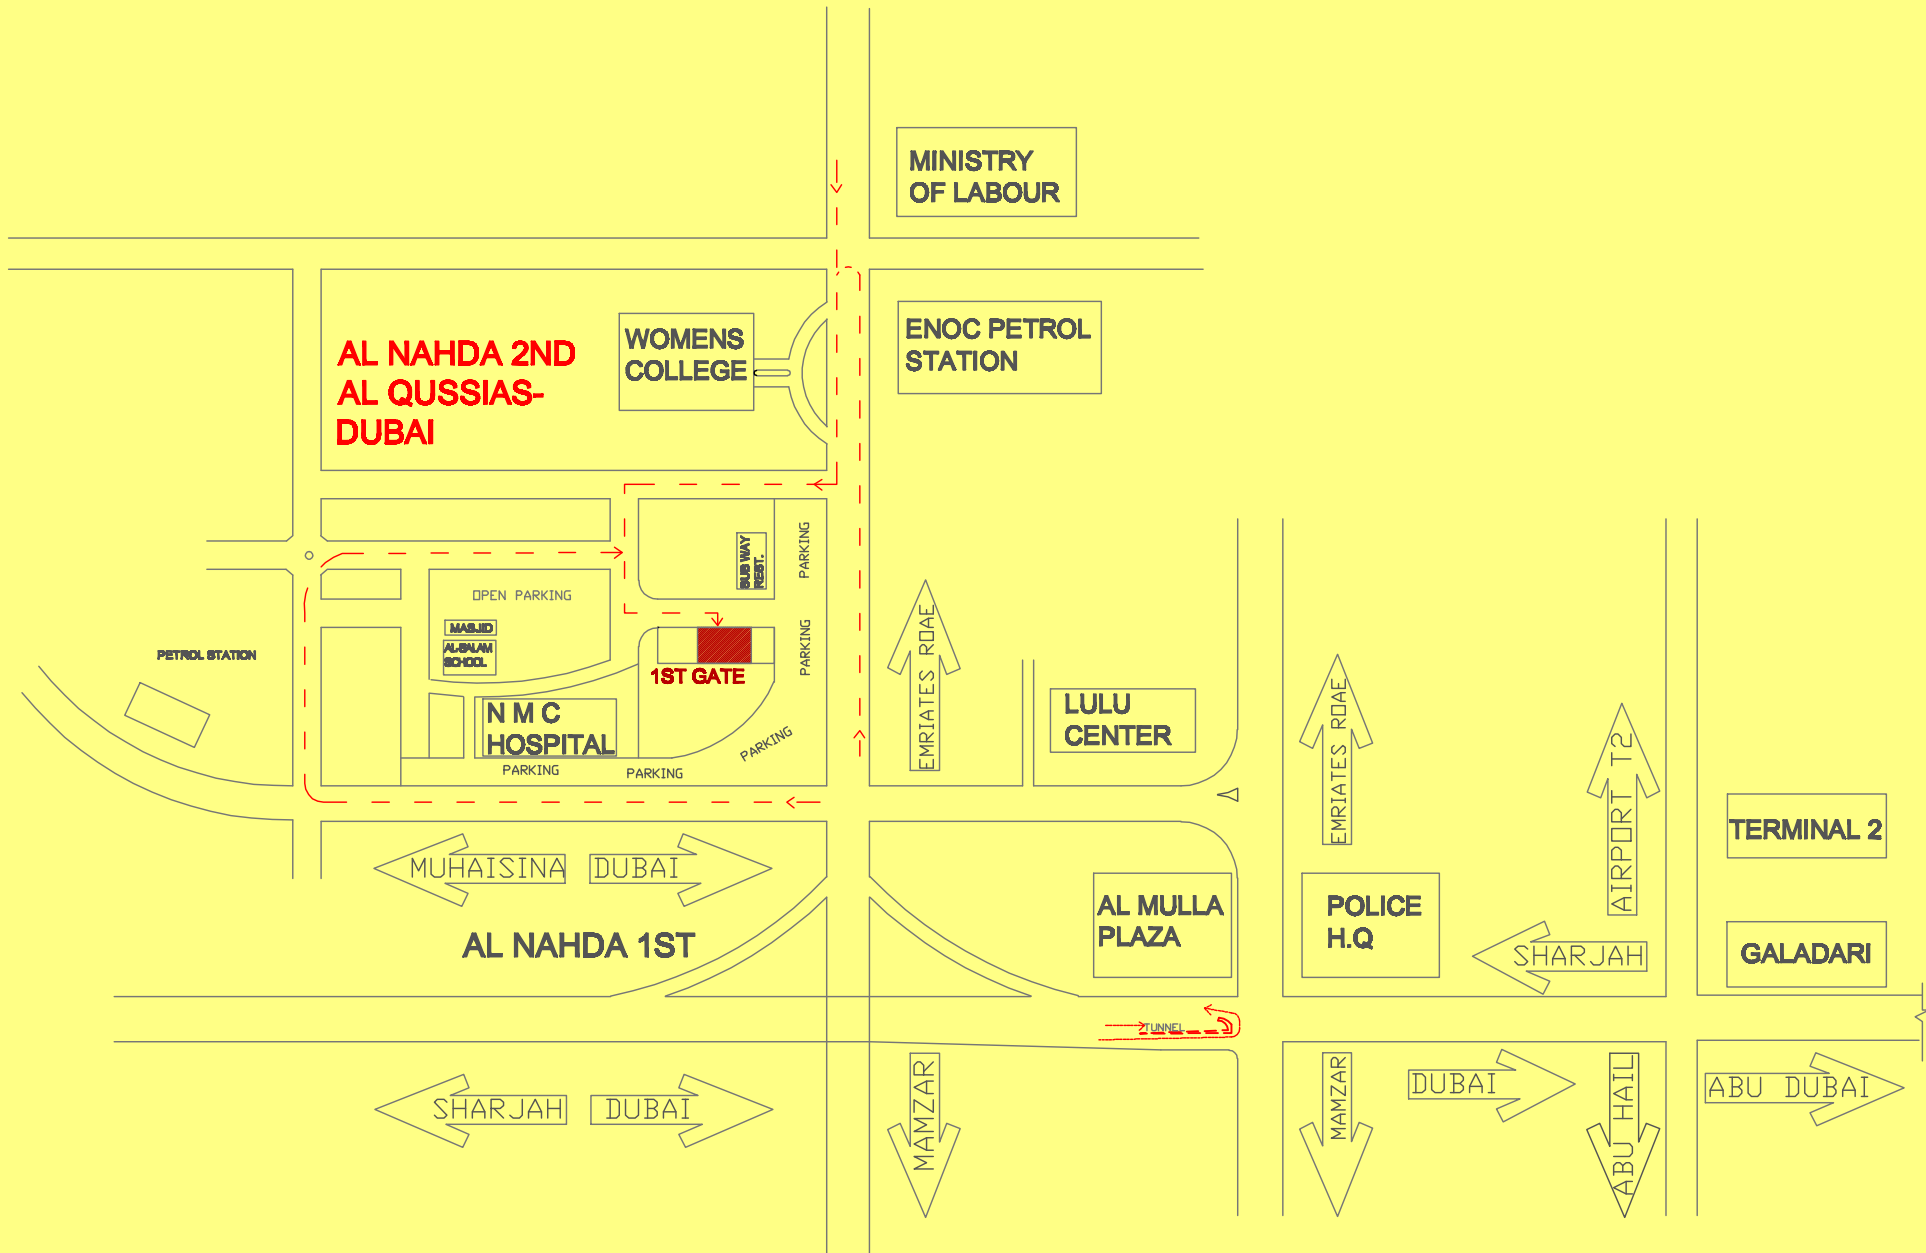 MINISTRY
OF LABOUR
WOMENS
COLLEGE
ENOC PETROL
STATION
AL NAHDA 2ND
AL QUSSIAS-
DUBAI
PARKING
SUB WAY
REST.
OPEN PARKING
MASJID
AL-SALAM
SCHOOL
PARKING
PETROL STATION
1ST GATE
N M C
HOSPITAL
PARKING
PARKING
PARKING
EMRIATES ROAE
LULU
CENTER
EMRIATES ROAE
AIRPORT T2
TERMINAL 2
MUHAISINA
DUBAI
AL MULLA
PLAZA
POLICE
H.Q
AL NAHDA 1ST
SHARJAH
GALADARI
TUNNEL
SHARJAH
DUBAI
MAMZAR
MAMZAR
DUBAI
ABU HAIL
ABU DUBAI